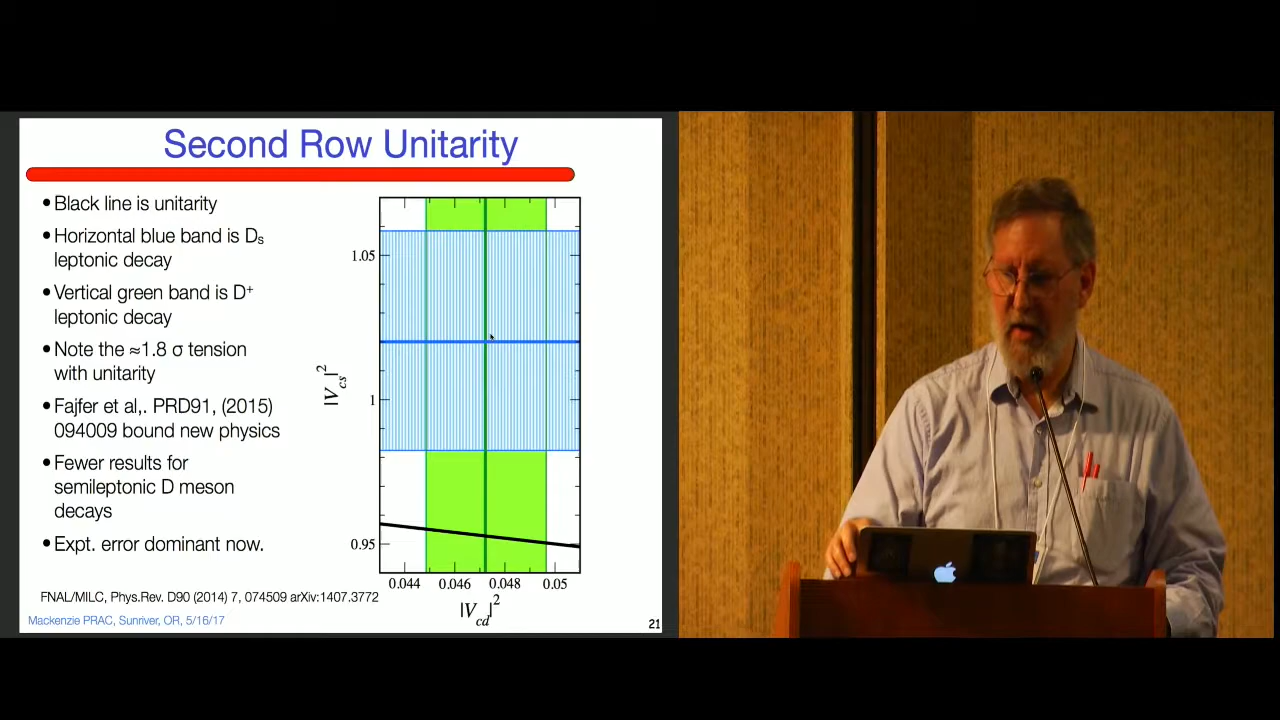 Second Row Unitarity
•Black line is unitarity
•Horizontal blue band is Ds
leptonic decay
•Vertical green band is D+
leptonic decay
•Note the ≈1.8 σ tension
with unitarity
•Fajfer et al,. PRD91, (2015)
094009 bound new physics
•Fewer results for
semileptonic D meson
decays
•Expt. error dominant now.
1.05
1
0.95
|Vcs|²
0.044 0.046 0.048 0.05
|Vcd|²
FNAL/MILC, Phys.Rev. D90 (2014) 7, 074509 arXiv:1407.3772
Mackenzie PRAC, Sunriver, OR, 5/16/17
21